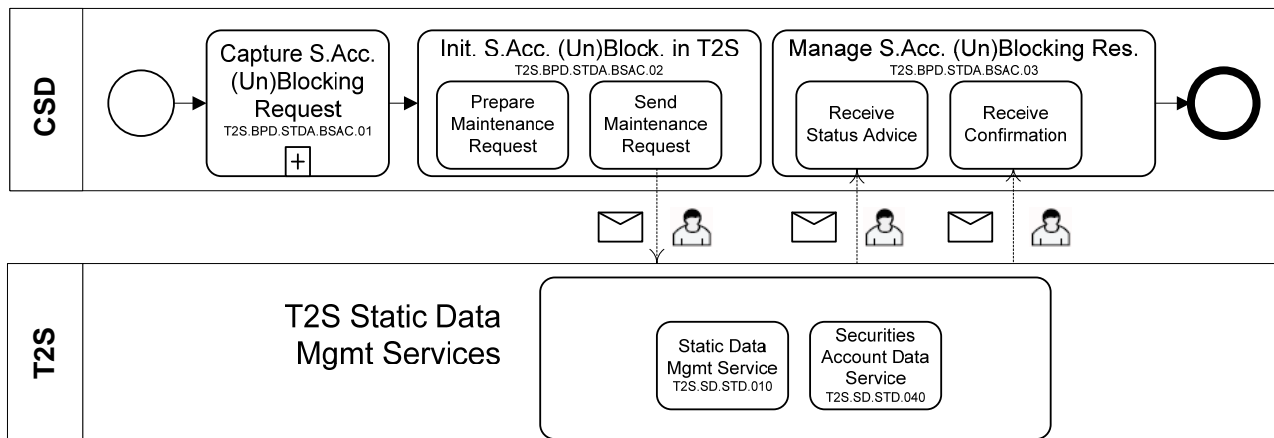 CSD
Capture S.Acc.
(Un)Blocking
Request
T2S.BPD.STDA.BSAC.01
+
Init. S.Acc. (Un)Block. in T2S
T2S.BPD.STDA.BSAC.02
Prepare
Maintenance
Request
Send
Maintenance
Request
Manage S.Acc. (Un)Blocking Res.
T2S.BPD.STDA.BSAC.03
Receive
Status Advice
Receive
Confirmation
T2S
T2S Static Data
Mgmt Services
Static Data
Mgmt Service
T2S.SD.STD.010
Securities
Account Data
Service
T2S.SD.STD.040